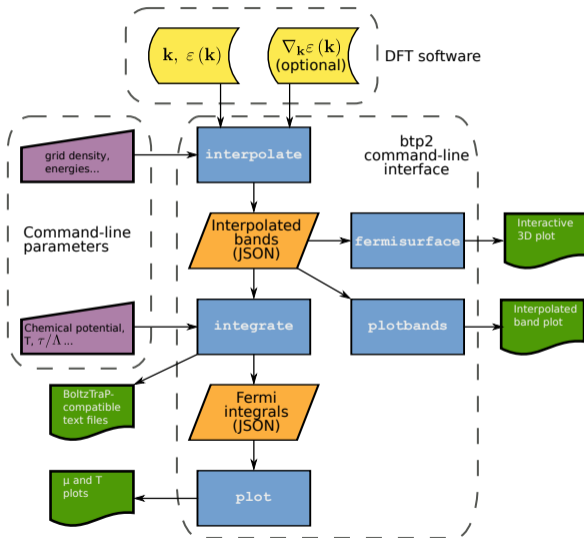 k, ε(k)
∇ₖε(k)
(optional)
DFT software
btp2
command-line
interface
grid density,
energies...
interpolate
Command-line
parameters
Interpolated
bands
(JSON)
fermisurface
Interactive
3D plot
Chemical potential,
T, τ/Λ ...
integrate
plotbands
Interpolated
band plot
BoltzTraP-
compatible
text files
Fermi
integrals
(JSON)
μ and T
plots
plot